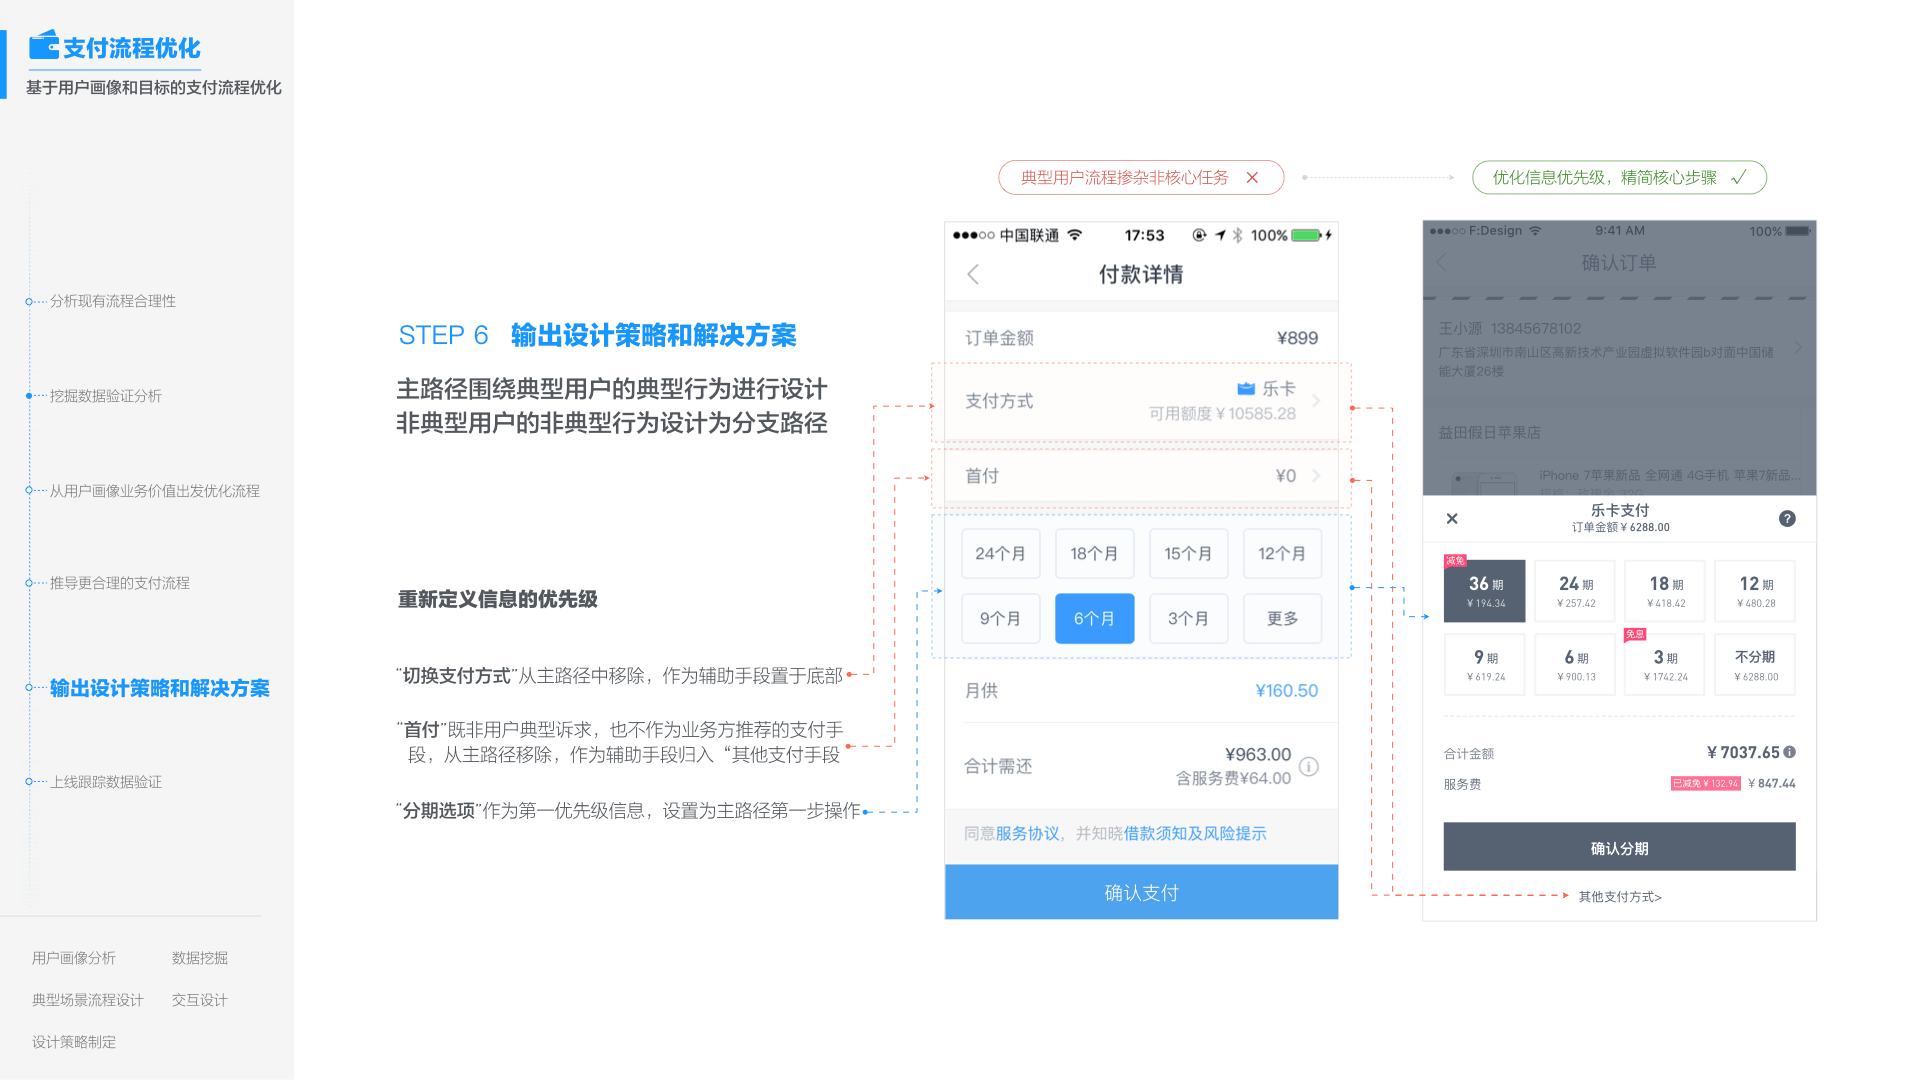 支付流程优化
基于用户画像和目标的支付流程优化
分析现有流程合理性
挖掘数据验证分析
从用户画像业务价值出发优化流程
推导更合理的支付流程
输出设计策略和解决方案
上线跟踪数据验证
用户画像分析 数据挖掘
典型场景流程设计 交互设计
设计策略制定
STEP 6 输出设计策略和解决方案
主路径围绕典型用户的典型行为进行设计
非典型用户的非典型行为设计为分支路径
重新定义信息的优先级
“切换支付方式”从主路径中移除，作为辅助手段置于底部
“首付”既非用户典型诉求，也不作为业务方推荐的支付手
段，从主路径移除，作为辅助手段归入“其他支付手段
“分期选项”作为第一优先级信息，设置为主路径第一步操作
典型用户流程掺杂非核心任务
中国联通 17:53 100%
付款详情
订单金额 ¥899
支付方式 乐卡
可用额度￥10585.28
首付 ¥0
24个月 18个月 15个月 12个月
9个月 6个月 3个月 更多
月供 ¥160.50
合计需还 ¥963.00
含服务费¥64.00
同意服务协议，并知晓借款须知及风险提示
确认支付
优化信息优先级，精简核心步骤
F:Design 9:41 AM 100%
确认订单
王小源 13845678102
广东省深圳市南山区高新技术产业园虚拟软件园b对面中国储
能大厦26楼
益田假日苹果店
iPhone 7苹果新品 全网通 4G手机 苹果7新品...
乐卡支付
订单金额￥6288.00
减免
36期 24期 18期 12期
￥194.34 ￥257.42 ￥418.42 ￥480.28
免息
9期 6期 3期 不分期
￥619.24 ￥900.13 ￥1742.24 ￥6288.00
合计金额 ￥7037.65
服务费 已减免￥132.94 ￥847.44
确认分期
其他支付方式>